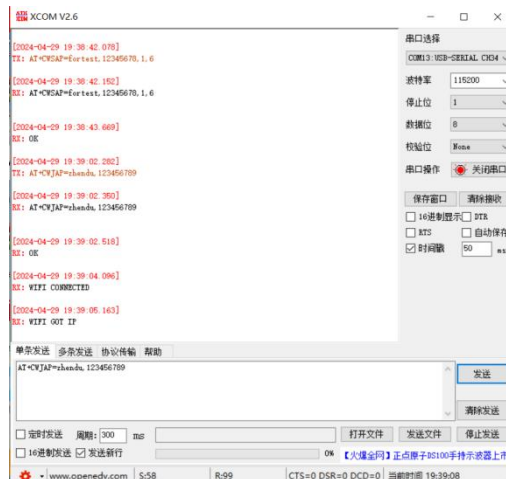 XCOM V2.6
[2024-04-29 19:38:42.078]
TX: AT+CWSAP=fortest,12345678,1,6
[2024-04-29 19:38:42.152]
RX: AT+CWSAP=fortest,12345678,1,6
[2024-04-29 19:38:43.669]
RX: OK
[2024-04-29 19:39:02.282]
TX: AT+CWJAP=zhendu,123456789
[2024-04-29 19:39:02.350]
RX: AT+CWJAP=zhendu,123456789
[2024-04-29 19:39:02.518]
RX: OK
[2024-04-29 19:39:04.096]
RX: WIFI CONNECTED
[2024-04-29 19:39:05.163]
RX: WIFI GOT IP
串口选择
COM13:USB-SERIAL CH34
波特率 115200
停止位 1
数据位 8
校验位 None
串口操作 关闭串口
保存窗口 清除接收
16进制显示 DTR
RTS 自动保存
时间戳 50 ms
单条发送 多条发送 协议传输 帮助
AT+CWJAP=zhendu,123456789
发送
清除发送
定时发送 周期: 300 ms 打开文件 发送文件 停止发送
16进制发送 发送新行 0% 【火爆全网】正点原子DS100手持示波器上市
www.openedv.com S:58 R:99 CTS=0 DSR=0 DCD=0 当前时间 19:39:08